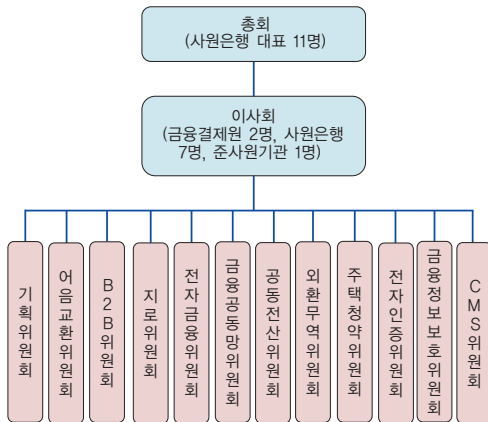 총회
(사원은행 대표 11명)
이사회
(금융결제원 2명, 사원은행
7명, 준사원기관 1명)
기획위원회
어음교환위원회
B2B위원회
지로위원회
전자금융위원회
금융공동망위원회
공동전산위원회
외환무역위원회
주택청약위원회
전자인증위원회
금융정보보호위원회
CMS위원회